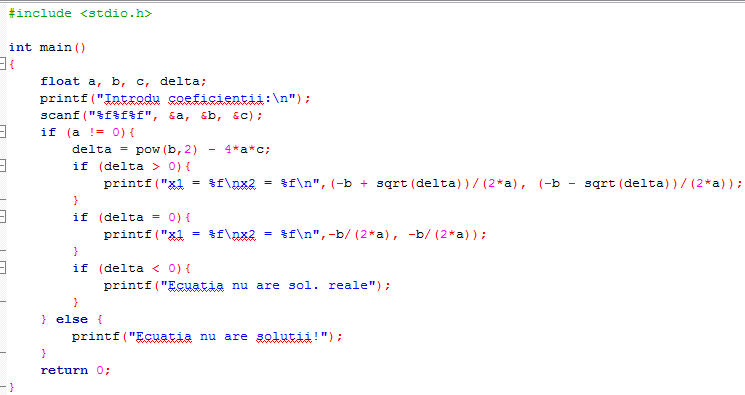 #include <stdio.h>
int main()
{
float a, b, c, delta;
printf("Introdu coeficientii:\n");
scanf("%f%f%f", &a, &b, &c);
if (a != 0){
delta = pow(b,2) - 4*a*c;
if (delta > 0){
printf("x1 = %f\nx2 = %f\n",(-b + sqrt(delta))/(2*a), (-b - sqrt(delta))/(2*a));
}
if (delta = 0){
printf("x1 = %f\nx2 = %f\n",-b/(2*a), -b/(2*a));
}
if (delta < 0){
printf("Ecuatia nu are sol. reale");
}
} else {
printf("Ecuatia nu are solutii!");
}
return 0;
}